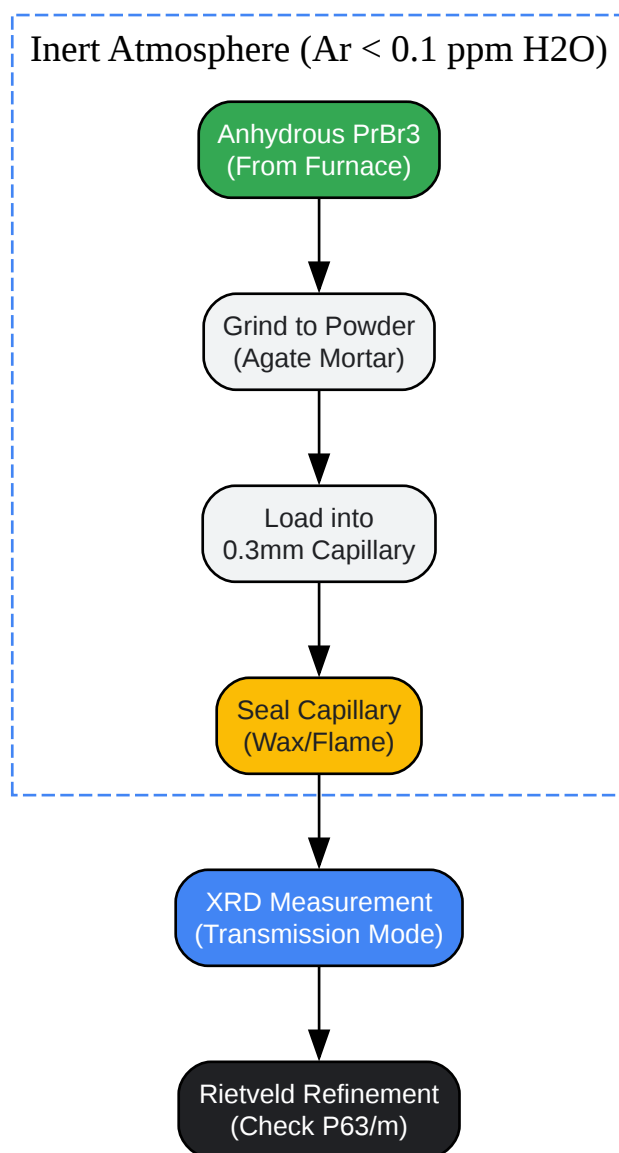 Inert Atmosphere (Ar < 0.1 ppm H2O)
Anhydrous PrBr3
(From Furnace)
Grind to Powder
(Agate Mortar)
Load into
0.3mm Capillary
Seal Capillary
(Wax/Flame)
XRD Measurement
(Transmission Mode)
Rietveld Refinement
(Check P63/m)